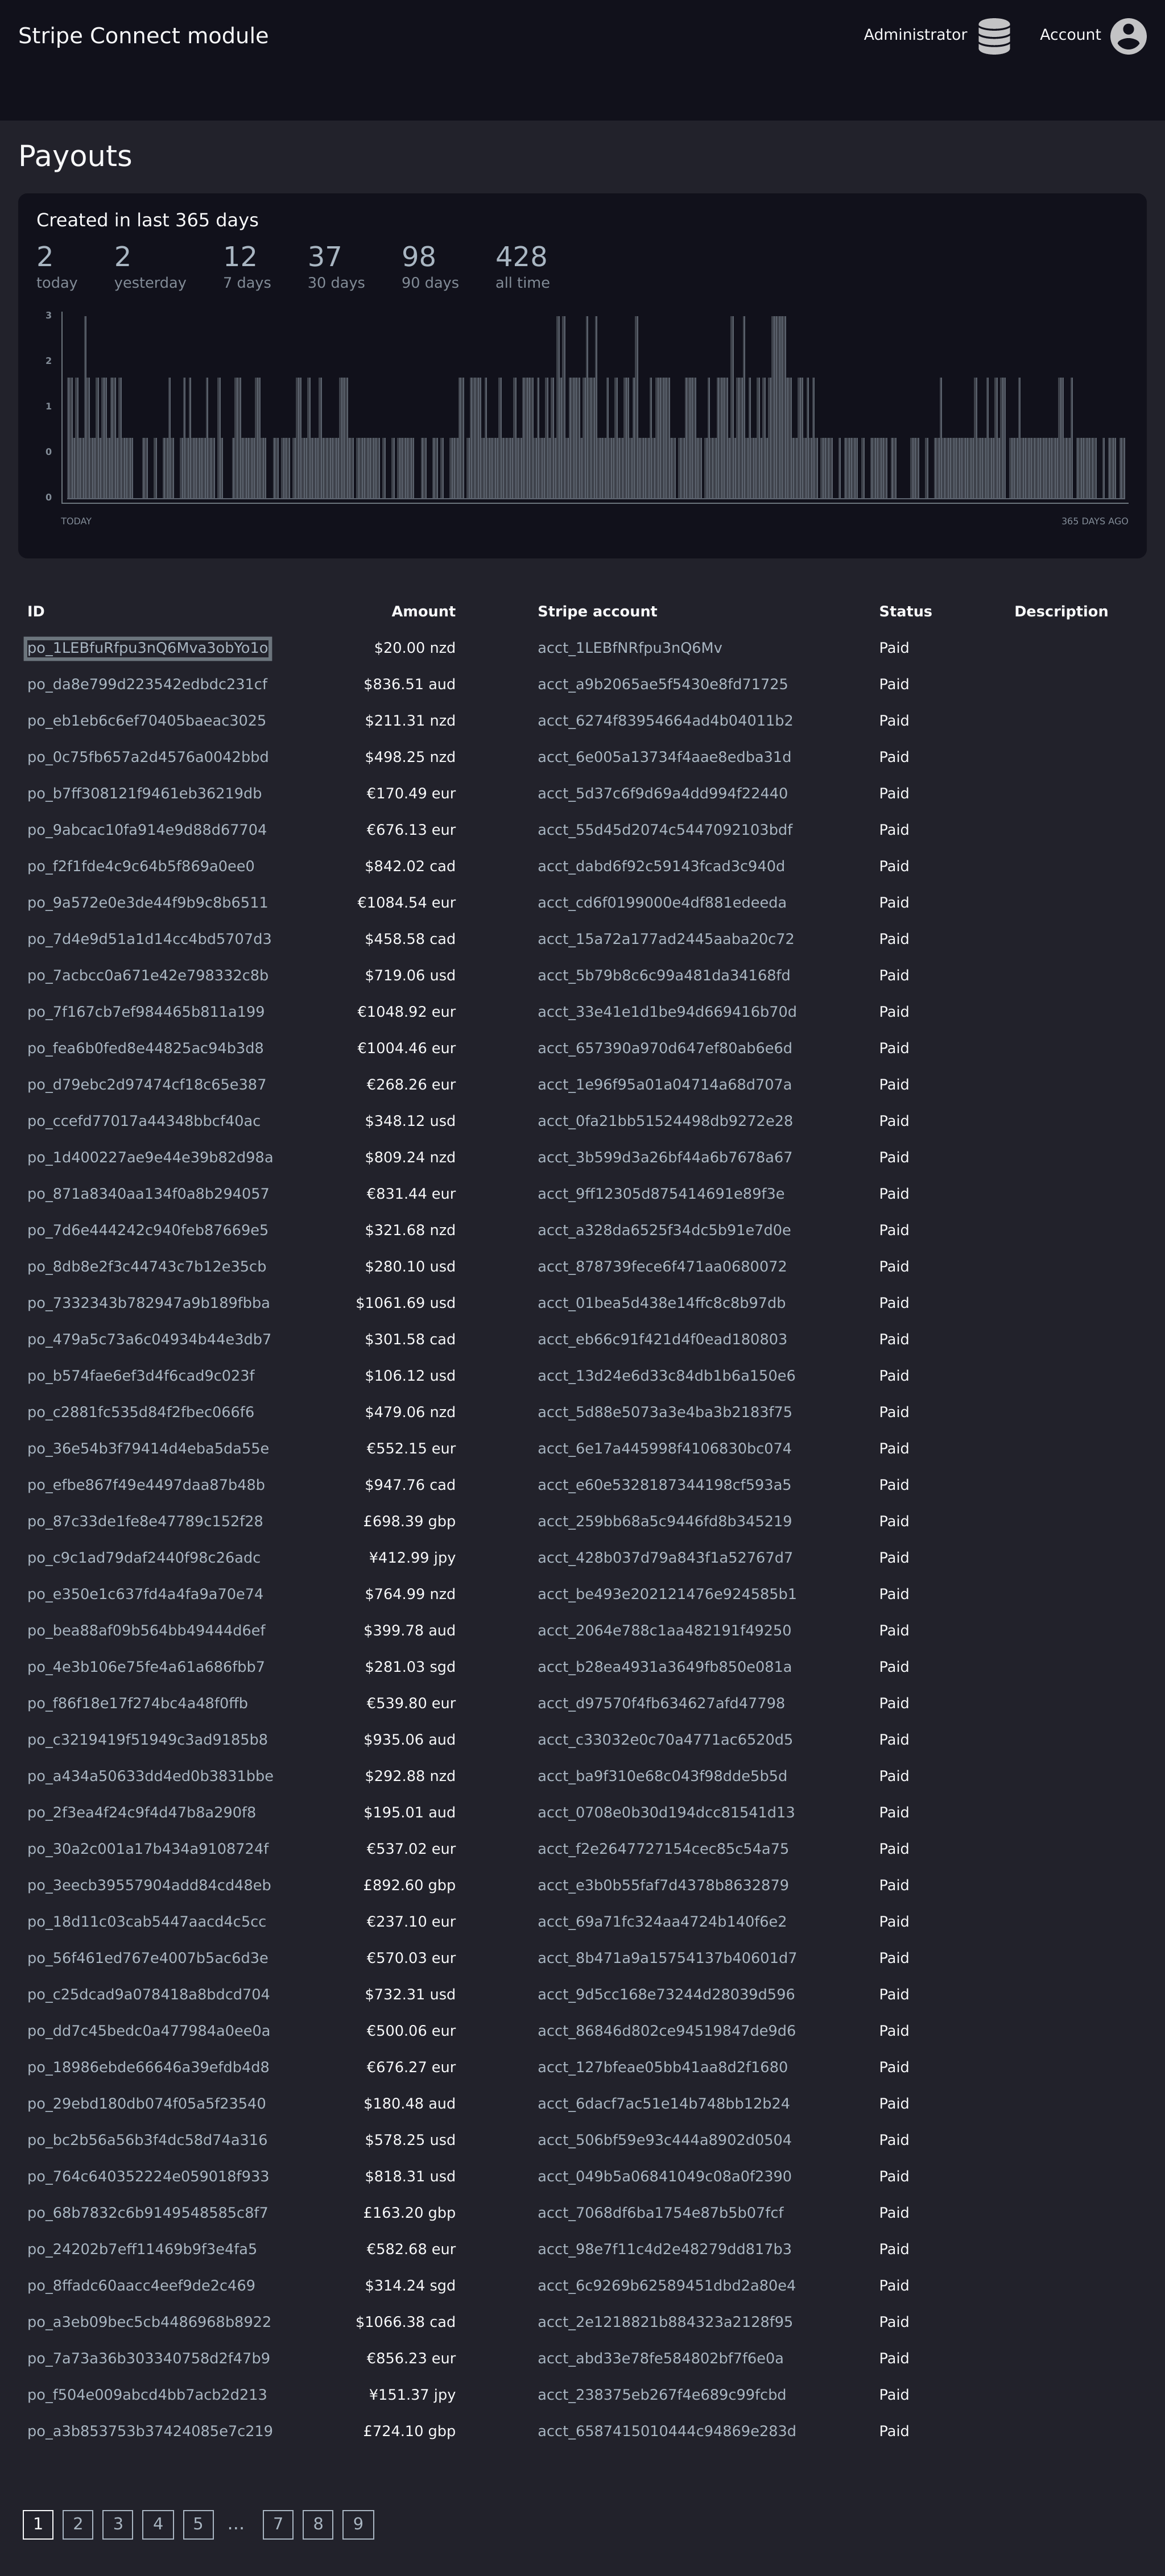 Stripe Connect module Administrator Account
Payouts
Created in last 365 days
2 2 12 37 98 428
today yesterday 7 days 30 days 90 days all time
3
2
1
0
0
TODAY 365 DAYS AGO
ID Amount Stripe account Status Description
po_1LEBfuRfpu3nQ6Mva3obYo1o $20.00 nzd acct_1LEBfNRfpu3nQ6Mv Paid
po_da8e799d223542edbdc231cf $836.51 aud acct_a9b2065ae5f5430e8fd71725 Paid
po_eb1eb6c6ef70405baeac3025 $211.31 nzd acct_6274f83954664ad4b04011b2 Paid
po_0c75fb657a2d4576a0042bbd $498.25 nzd acct_6e005a13734f4aae8edba31d Paid
po_b7ff308121f9461eb36219db €170.49 eur acct_5d37c6f9d69a4dd994f22440 Paid
po_9abcac10fa914e9d88d67704 €676.13 eur acct_55d45d2074c5447092103bdf Paid
po_f2f1fde4c9c64b5f869a0ee0 $842.02 cad acct_dabd6f92c59143fcad3c940d Paid
po_9a572e0e3de44f9b9c8b6511 €1084.54 eur acct_cd6f0199000e4df881edeeda Paid
po_7d4e9d51a1d14cc4bd5707d3 $458.58 cad acct_15a72a177ad2445aaba20c72 Paid
po_7acbcc0a671e42e798332c8b $719.06 usd acct_5b79b8c6c99a481da34168fd Paid
po_7f167cb7ef984465b811a199 €1048.92 eur acct_33e41e1d1be94d669416b70d Paid
po_fea6b0fed8e44825ac94b3d8 €1004.46 eur acct_657390a970d647ef80ab6e6d Paid
po_d79ebc2d97474cf18c65e387 €268.26 eur acct_1e96f95a01a04714a68d707a Paid
po_ccefd77017a44348bbcf40ac $348.12 usd acct_0fa21bb51524498db9272e28 Paid
po_1d400227ae9e44e39b82d98a $809.24 nzd acct_3b599d3a26bf44a6b7678a67 Paid
po_871a8340aa134f0a8b294057 €831.44 eur acct_9ff12305d875414691e89f3e Paid
po_7d6e444242c940feb87669e5 $321.68 nzd acct_a328da6525f34dc5b91e7d0e Paid
po_8db8e2f3c44743c7b12e35cb $280.10 usd acct_878739fece6f471aa0680072 Paid
po_7332343b782947a9b189fbba $1061.69 usd acct_01bea5d438e14ffc8c8b97db Paid
po_479a5c73a6c04934b44e3db7 $301.58 cad acct_eb66c91f421d4f0ead180803 Paid
po_b574fae6ef3d4f6cad9c023f $106.12 usd acct_13d24e6d33c84db1b6a150e6 Paid
po_c2881fc535d84f2fbec066f6 $479.06 nzd acct_5d88e5073a3e4ba3b2183f75 Paid
po_36e54b3f79414d4eba5da55e €552.15 eur acct_6e17a445998f4106830bc074 Paid
po_efbe867f49e4497daa87b48b $947.76 cad acct_e60e5328187344198cf593a5 Paid
po_87c33de1fe8e47789c152f28 £698.39 gbp acct_259bb68a5c9446fd8b345219 Paid
po_c9c1ad79daf2440f98c26adc ¥412.99 jpy acct_428b037d79a843f1a52767d7 Paid
po_e350e1c637fd4a4fa9a70e74 $764.99 nzd acct_be493e202121476e924585b1 Paid
po_bea88af09b564bb49444d6ef $399.78 aud acct_2064e788c1aa482191f49250 Paid
po_4e3b106e75fe4a61a686fbb7 $281.03 sgd acct_b28ea4931a3649fb850e081a Paid
po_f86f18e17f274bc4a48f0ffb €539.80 eur acct_d97570f4fb634627afd47798 Paid
po_c3219419f51949c3ad9185b8 $935.06 aud acct_c33032e0c70a4771ac6520d5 Paid
po_a434a50633dd4ed0b3831bbe $292.88 nzd acct_ba9f310e68c043f98dde5b5d Paid
po_2f3ea4f24c9f4d47b8a290f8 $195.01 aud acct_0708e0b30d194dcc81541d13 Paid
po_30a2c001a17b434a9108724f €537.02 eur acct_f2e2647727154cec85c54a75 Paid
po_3eecb39557904add84cd48eb £892.60 gbp acct_e3b0b55faf7d4378b8632879 Paid
po_18d11c03cab5447aacd4c5cc €237.10 eur acct_69a71fc324aa4724b140f6e2 Paid
po_56f461ed767e4007b5ac6d3e €570.03 eur acct_8b471a9a15754137b40601d7 Paid
po_c25dcad9a078418a8bdcd704 $732.31 usd acct_9d5cc168e73244d28039d596 Paid
po_dd7c45bedc0a477984a0ee0a €500.06 eur acct_86846d802ce94519847de9d6 Paid
po_18986ebde66646a39efdb4d8 €676.27 eur acct_127bfeae05bb41aa8d2f1680 Paid
po_29ebd180db074f05a5f23540 $180.48 aud acct_6dacf7ac51e14b748bb12b24 Paid
po_bc2b56a56b3f4dc58d74a316 $578.25 usd acct_506bf59e93c444a8902d0504 Paid
po_764c640352224e059018f933 $818.31 usd acct_049b5a06841049c08a0f2390 Paid
po_68b7832c6b9149548585c8f7 £163.20 gbp acct_7068df6ba1754e87b5b07fcf Paid
po_24202b7eff11469b9f3e4fa5 €582.68 eur acct_98e7f11c4d2e48279dd817b3 Paid
po_8ffadc60aacc4eef9de2c469 $314.24 sgd acct_6c9269b62589451dbd2a80e4 Paid
po_a3eb09bec5cb4486968b8922 $1066.38 cad acct_2e1218821b884323a2128f95 Paid
po_7a73a36b303340758d2f47b9 €856.23 eur acct_abd33e78fe584802bf7f6e0a Paid
po_f504e009abcd4bb7acb2d213 ¥151.37 jpy acct_238375eb267f4e689c99fcbd Paid
po_a3b853753b37424085e7c219 £724.10 gbp acct_6587415010444c94869e283d Paid
1 2 3 4 5 … 7 8 9